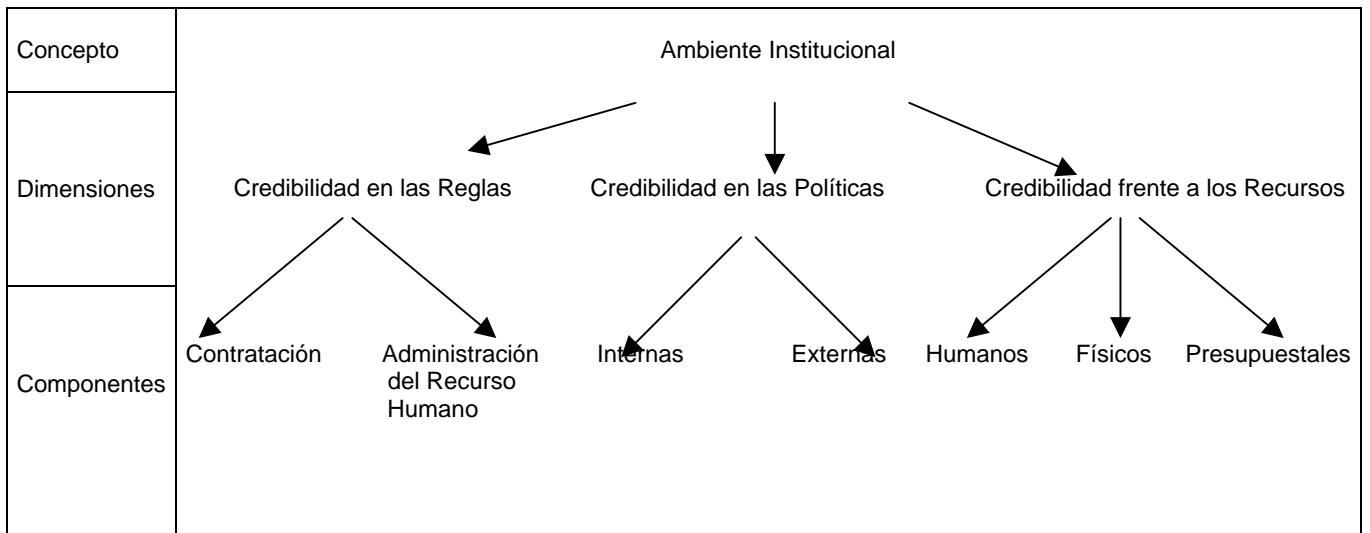 Concepto
Ambiente Institucional
Dimensiones
Credibilidad en las Reglas
Credibilidad en las Políticas
Credibilidad frente a los Recursos
Componentes
Contratación
Administración
del Recurso
Humano
Internas
Externas
Humanos
Físicos
Presupuestales